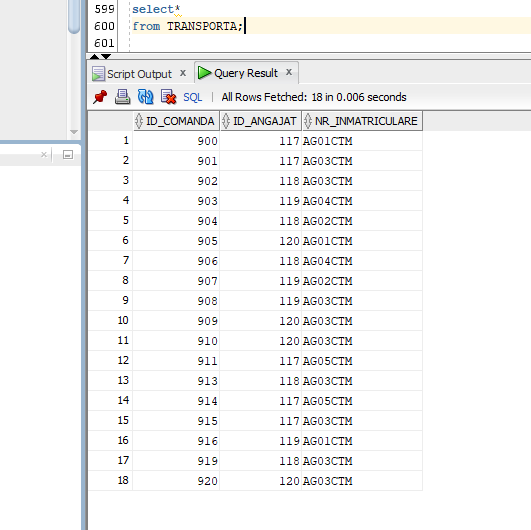 599 select*
600 from TRANSPORTA;
601
Script Output x Query Result x
SQL | All Rows Fetched: 18 in 0.006 seconds
ID_COMANDA ID_ANGAJAT NR_INMATRICULARE
1 900 117 AG01CTM
2 901 117 AG03CTM
3 902 118 AG03CTM
4 903 119 AG04CTM
5 904 118 AG02CTM
6 905 120 AG01CTM
7 906 118 AG04CTM
8 907 119 AG02CTM
9 908 119 AG03CTM
10 909 120 AG03CTM
11 910 120 AG03CTM
12 911 117 AG05CTM
13 913 118 AG03CTM
14 914 117 AG05CTM
15 915 117 AG03CTM
16 916 119 AG01CTM
17 919 118 AG03CTM
18 920 120 AG03CTM